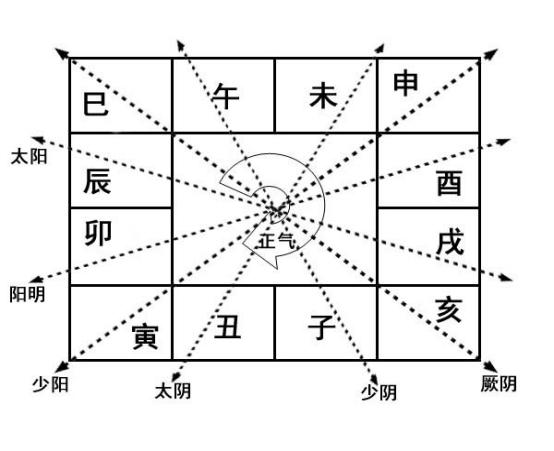 巳 午 未 申
太阳
辰 酉
卯 正气 戌
阳明
寅 丑 子 亥
少阳 太阴 少阴 厥阴